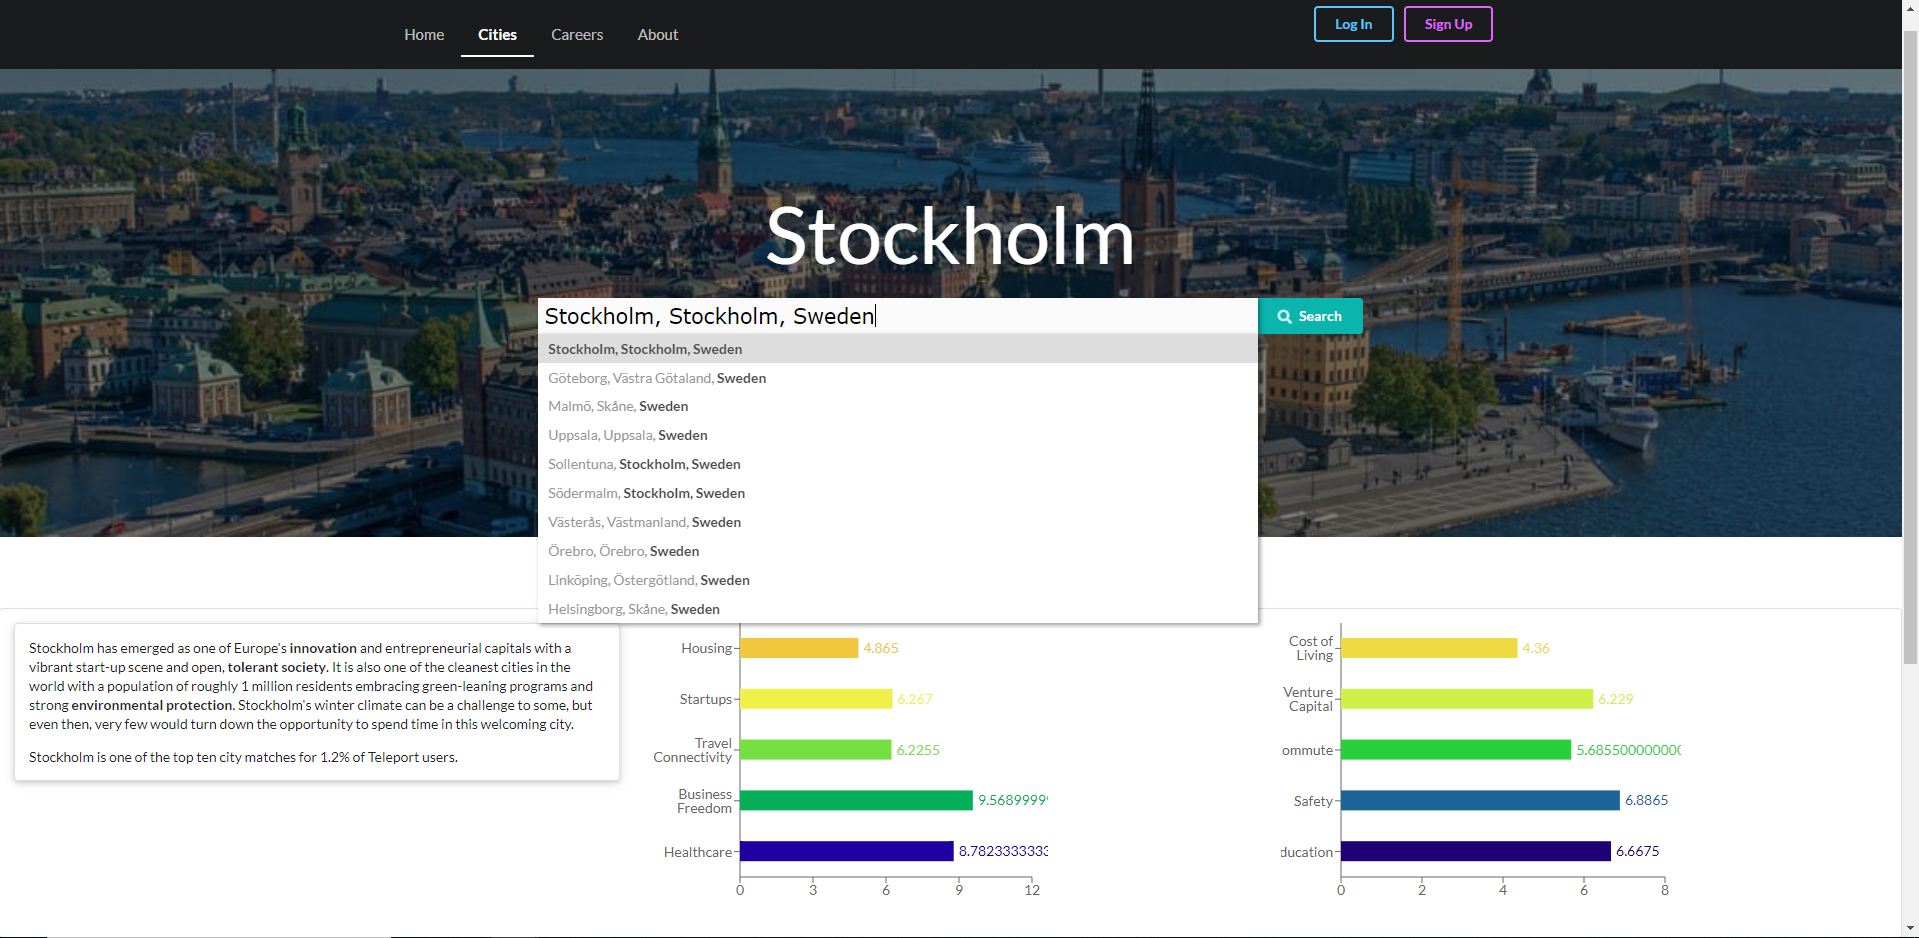 Home Cities Careers About Log In Sign Up
Stockholm
Stockholm, Stockholm, Sweden
Search
Stockholm, Stockholm, Sweden
Göteborg, Västra Götaland, Sweden
Malmö, Skåne, Sweden
Uppsala, Uppsala, Sweden
Sollentuna, Stockholm, Sweden
Södermalm, Stockholm, Sweden
Västerås, Västmanland, Sweden
Örebro, Örebro, Sweden
Linköping, Östergötland, Sweden
Helsingborg, Skåne, Sweden
Stockholm has emerged as one of Europe's innovation and entrepreneurial capitals with a
vibrant start-up scene and open, tolerant society. It is also one of the cleanest cities in the
world with a population of roughly 1 million residents embracing green-leaning programs and
strong environmental protection. Stockholm's winter climate can be a challenge to some, but
even then, very few would turn down the opportunity to spend time in this welcoming city.
Stockholm is one of the top ten city matches for 1.2% of Teleport users.
Housing 4.865
Startups 6.267
Travel
Connectivity 6.2255
Business
Freedom 9.56899999
Healthcare 8.7823333333
0 3 6 9 12
Cost of
Living 4.36
Venture
Capital 6.229
ommute 5.685500000000
Safety 6.8865
ducation 6.6675
0 2 4 6 8